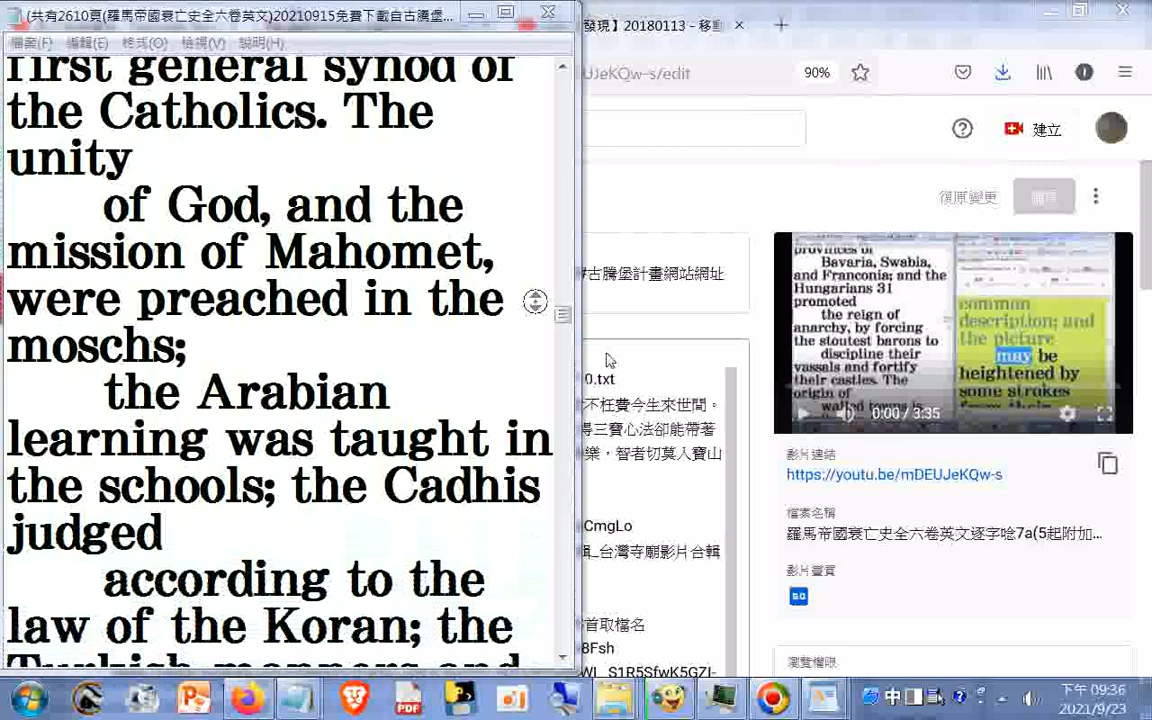 (共有2610頁(羅馬帝國衰亡史全六卷英文)20210915免費下載自古騰堡...
檔案(F) 編輯(E) 格式(O) 檢視(V) 說明(H)
first general synod of
the Catholics. The
unity
of God, and the
mission of Mahomet,
were preached in the
moschs;
the Arabian
learning was taught in
the schools; the Cadhis
judged
according to the
law of the Koran; the
Turkish manners and
發現】20180113 - 移動
UJeKQw-s/edit
90%
建立
復原變更
#古騰堡計畫網站網址
0.txt
不枉費今生來世間。
得三寶心法卻能帶著
樂，智者切莫入寶山
CmgLo
輯_台灣寺廟影片合輯
首取檔名
8Fsh
WI_S1R5SfwK5GZI-
provinces of
Bavaria, Swabia,
and Franconia; and the
Hungarians 31
promoted
the reign of
anarchy, by forcing
the stoutest barons to
discipline their
vassals and fortify
their castles. The
origin of
walled towns is
common
description; and
the picture
may be
heightened by
some strokes
0:00 / 3:35
影片連結
https://youtu.be/mDEUJeKQw-s
檔案名稱
羅馬帝國衰亡史全六卷英文逐字唸7a(5起附加...
影片畫質
瀏覽權限
PDF
中
下午 09:36
2021/9/23